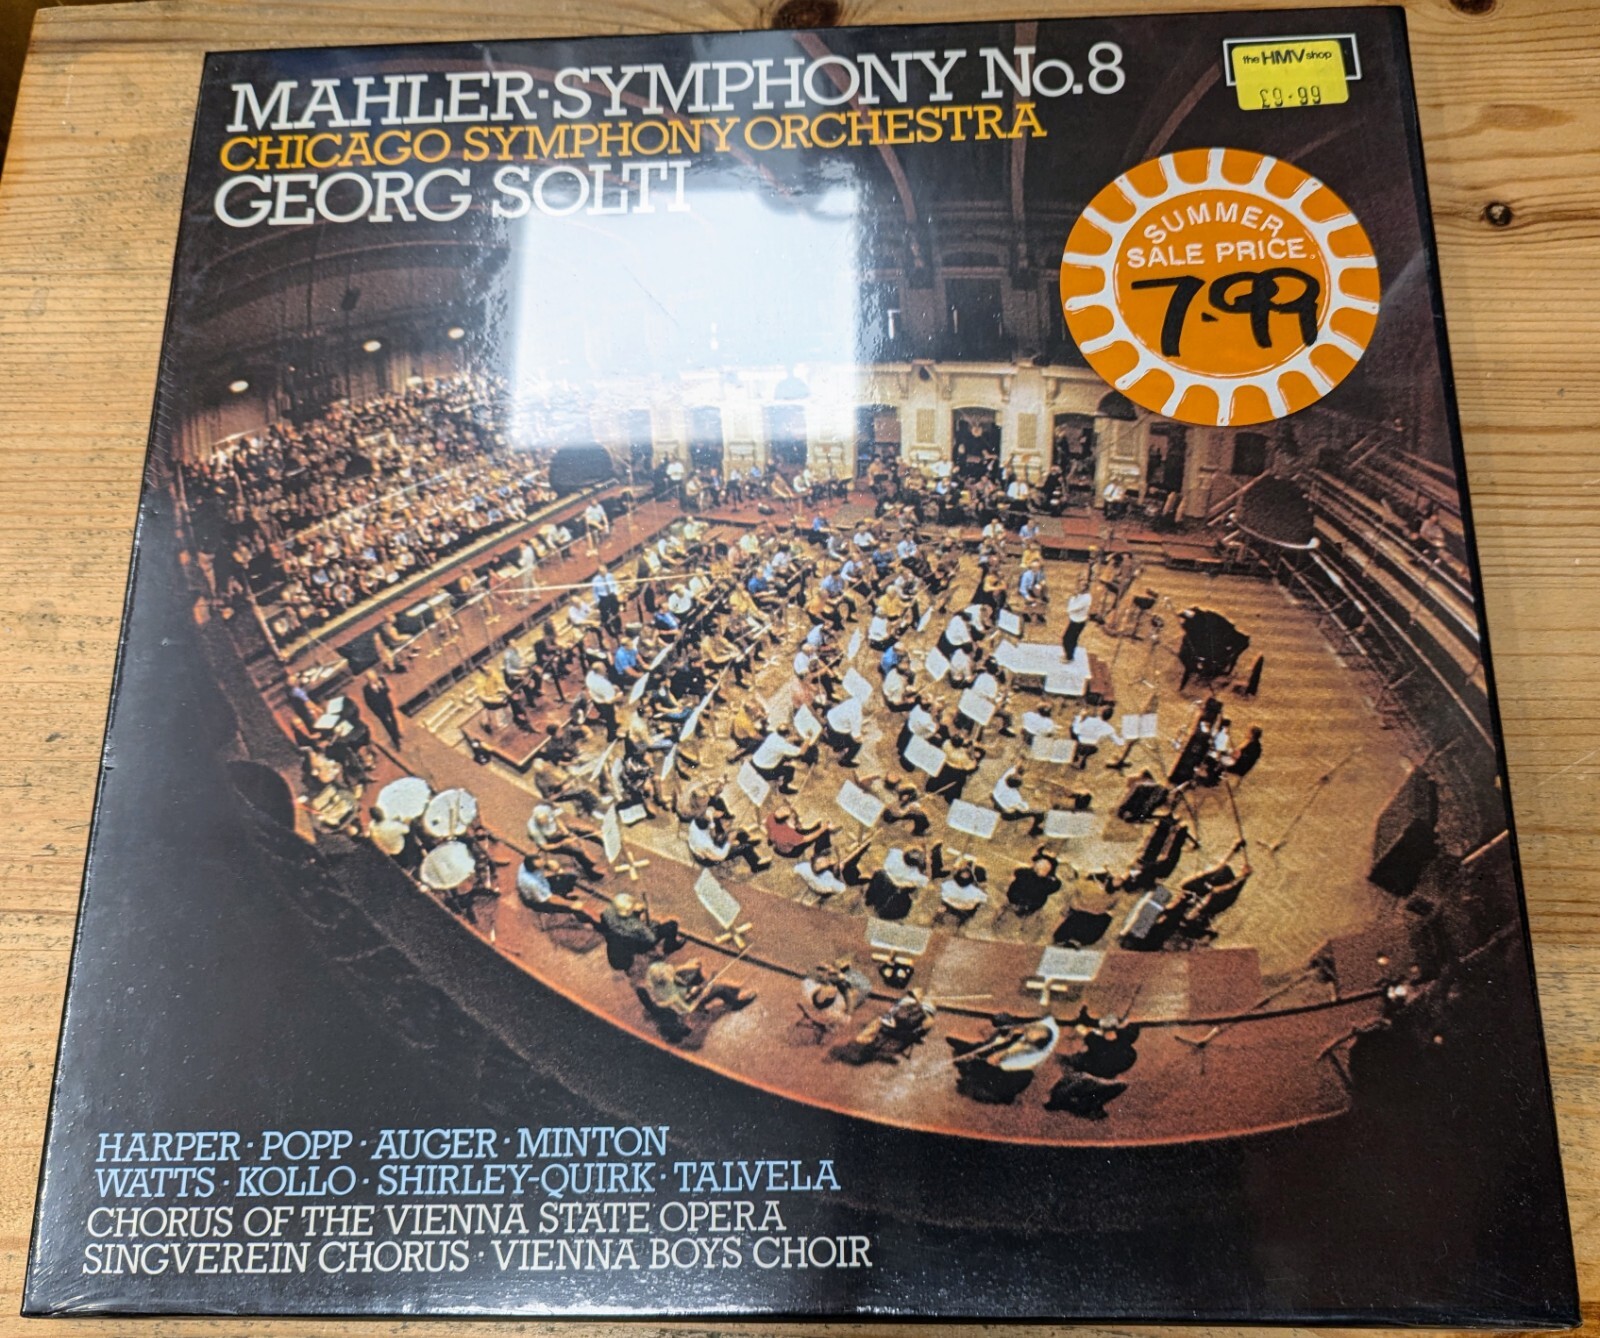 MAHLER·SYMPHONY No.8
CHICAGO SYMPHONY ORCHESTRA
GEORG SOLTI
the HMV shop
£9.99
SUMMER
SALE PRICE
7.99
HARPER · POPP · AUGER · MINTON
WATTS · KOLLO · SHIRLEY-QUIRK · TALVELA
CHORUS OF THE VIENNA STATE OPERA
SINGVEREIN CHORUS · VIENNA BOYS CHOIR